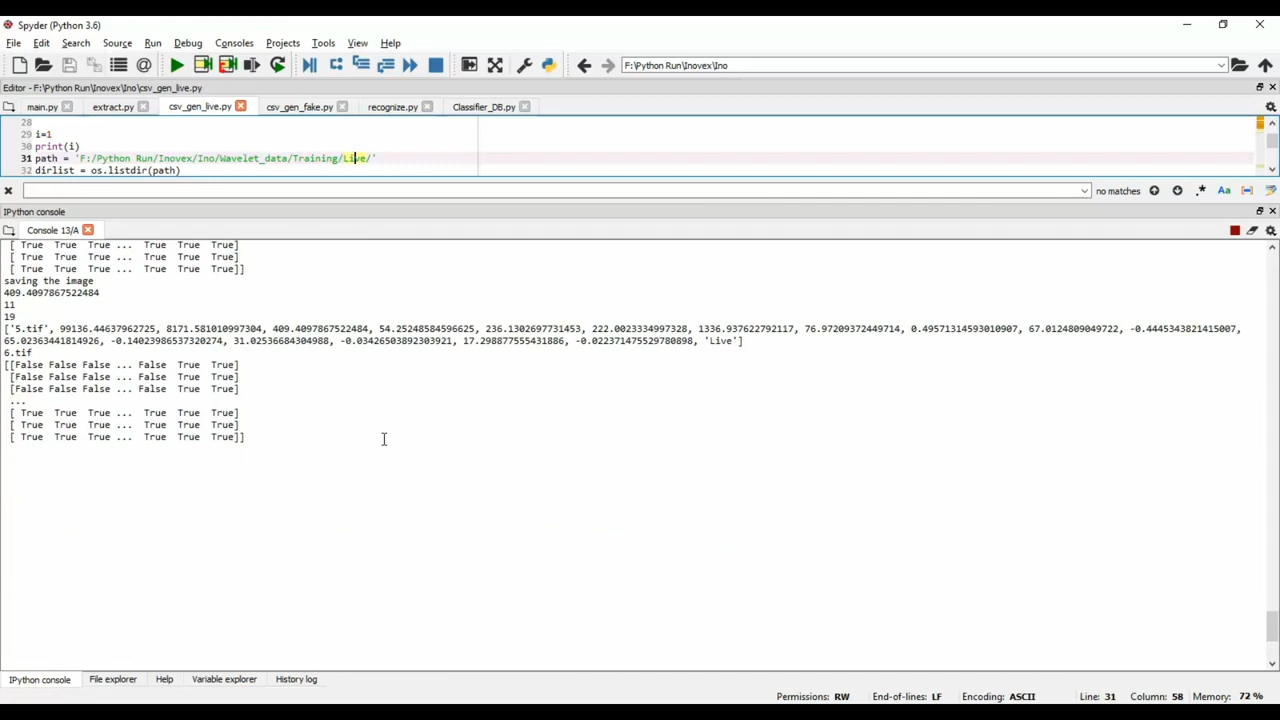 Spyder (Python 3.6)
File Edit Search Source Run Debug Consoles Projects Tools View Help
F:\Python Run\Inovex\Ino
Editor - F:\Python Run\Inovex\Ino\csv_gen_live.py
main.py extract.py csv_gen_live.py csv_gen_fake.py recognize.py Classifier_DB.py
28
29 i=1
30 print(i)
31 path = 'F:/Python Run/Inovex/Ino/Wavelet_data/Training/Live/'
32 dirlist = os.listdir(path)
no matches
IPython console
Console 13/A
[ True True True ... True True True]
[ True True True ... True True True]
[ True True True ... True True True]]
saving the image
409.4097867522484
11
19
['5.tif', 99136.44637962725, 8171.581010997304, 409.4097867522484, 54.25248584596625, 236.1302697731453, 222.0023334997328, 1336.937622792117, 76.97209372449714, 0.49571314593010907, 67.0124809049722, -0.4445343821415007,
65.02363441814926, -0.14023986537320274, 31.02536684304988, -0.03426503892303921, 17.298877555431886, -0.022371475529780898, 'Live']
6.tif
[[False False False ... False True True]
[False False False ... False True True]
[False False False ... False True True]
...
[ True True True ... True True True]
[ True True True ... True True True]
[ True True True ... True True True]]
IPython console File explorer Help Variable explorer History log
Permissions: RW End-of-lines: LF Encoding: ASCII Line: 31 Column: 58 Memory: 72 %